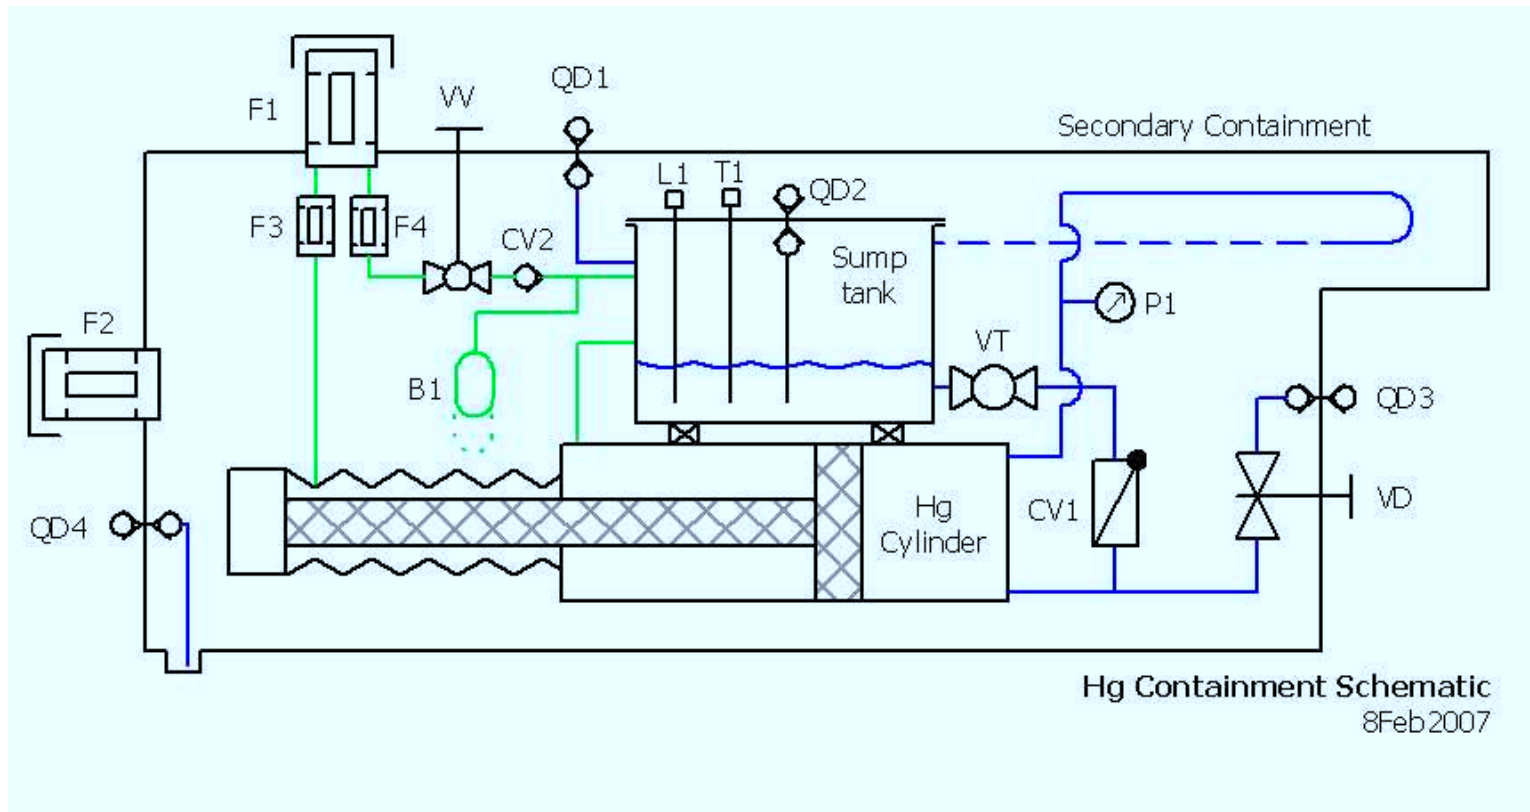 QD1
VV
F1
Secondary Containment
L1
T1
QD2
F3
F4
CV2
Sump
tank
P1
F2
VT
B1
QD3
QD4
Hg
Cylinder
CV1
VD
Hg Containment Schematic
8Feb2007